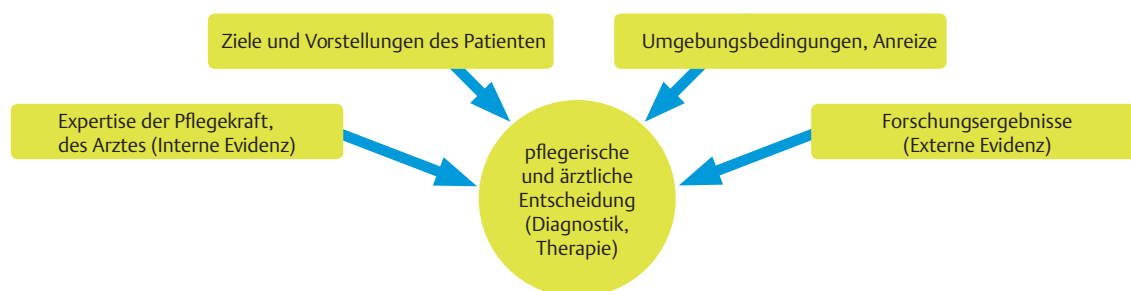 Ziele und Vorstellungen des Patienten
Umgebungsbedingungen, Anreize
Expertise der Pflegekraft,
des Arztes (Interne Evidenz)
Forschungsergebnisse
(Externe Evidenz)
pflegerische
und ärztliche
Entscheidung
(Diagnostik,
Therapie)